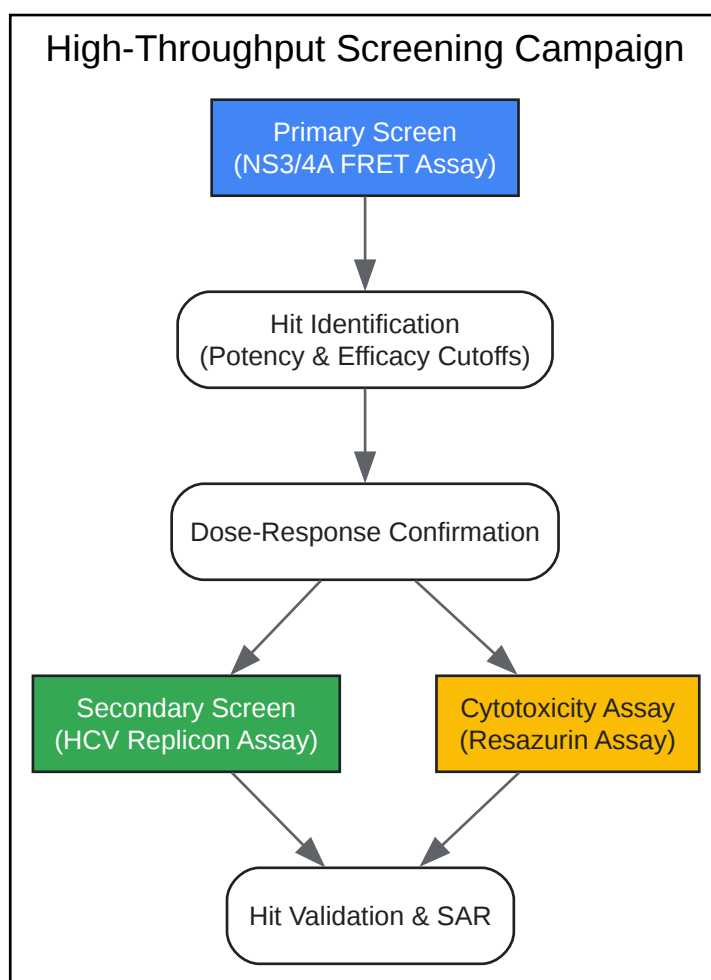 High-Throughput Screening Campaign
Primary Screen
(NS3/4A FRET Assay)
Hit Identification
(Potency & Efficacy Cutoffs)
Dose-Response Confirmation
Secondary Screen
(HCV Replicon Assay)
Cytotoxicity Assay
(Resazurin Assay)
Hit Validation & SAR